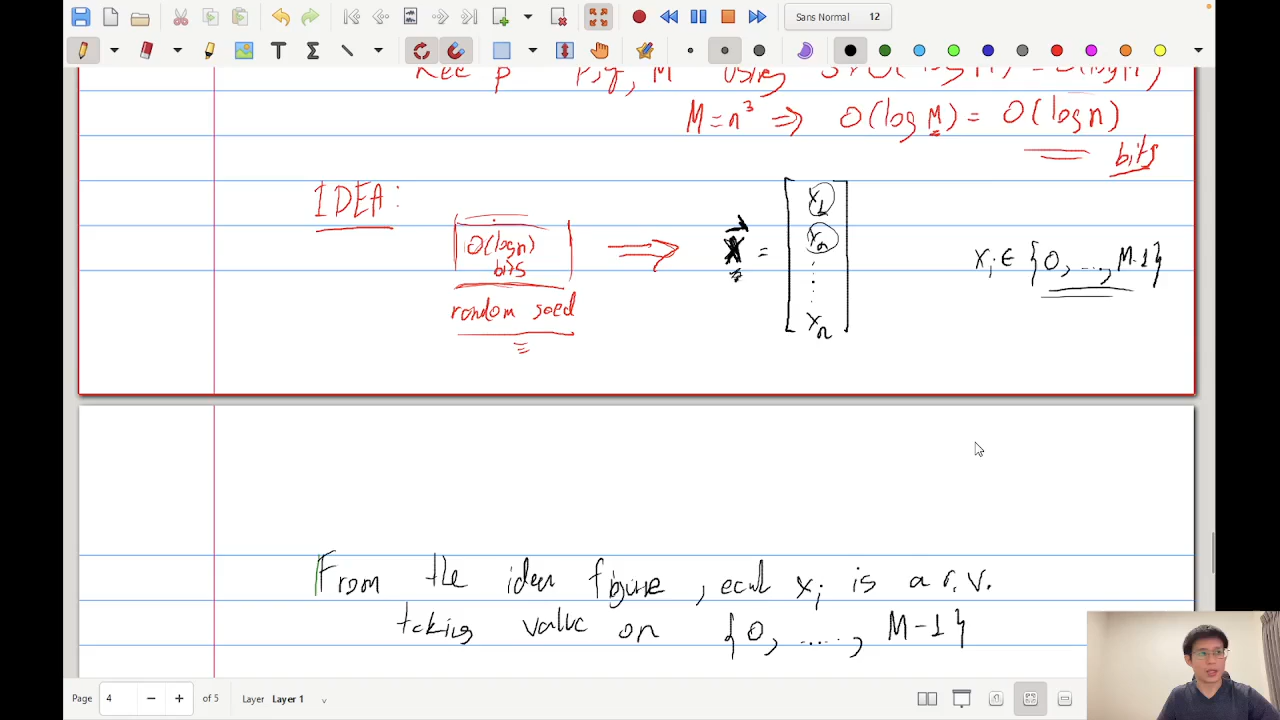 Sans Normal 12
M = n³ ⇒ O(log M) = O(log n)
bits
IDEA:
O(log n)
bits
random seed
⇒ X =
x1
x2
xn
xi ∈ {0, ..., M-1}
From the idea figure, each xi is a r.v.
taking value on {0, ....., M-1}
Page 4 of 5 Layer Layer 1